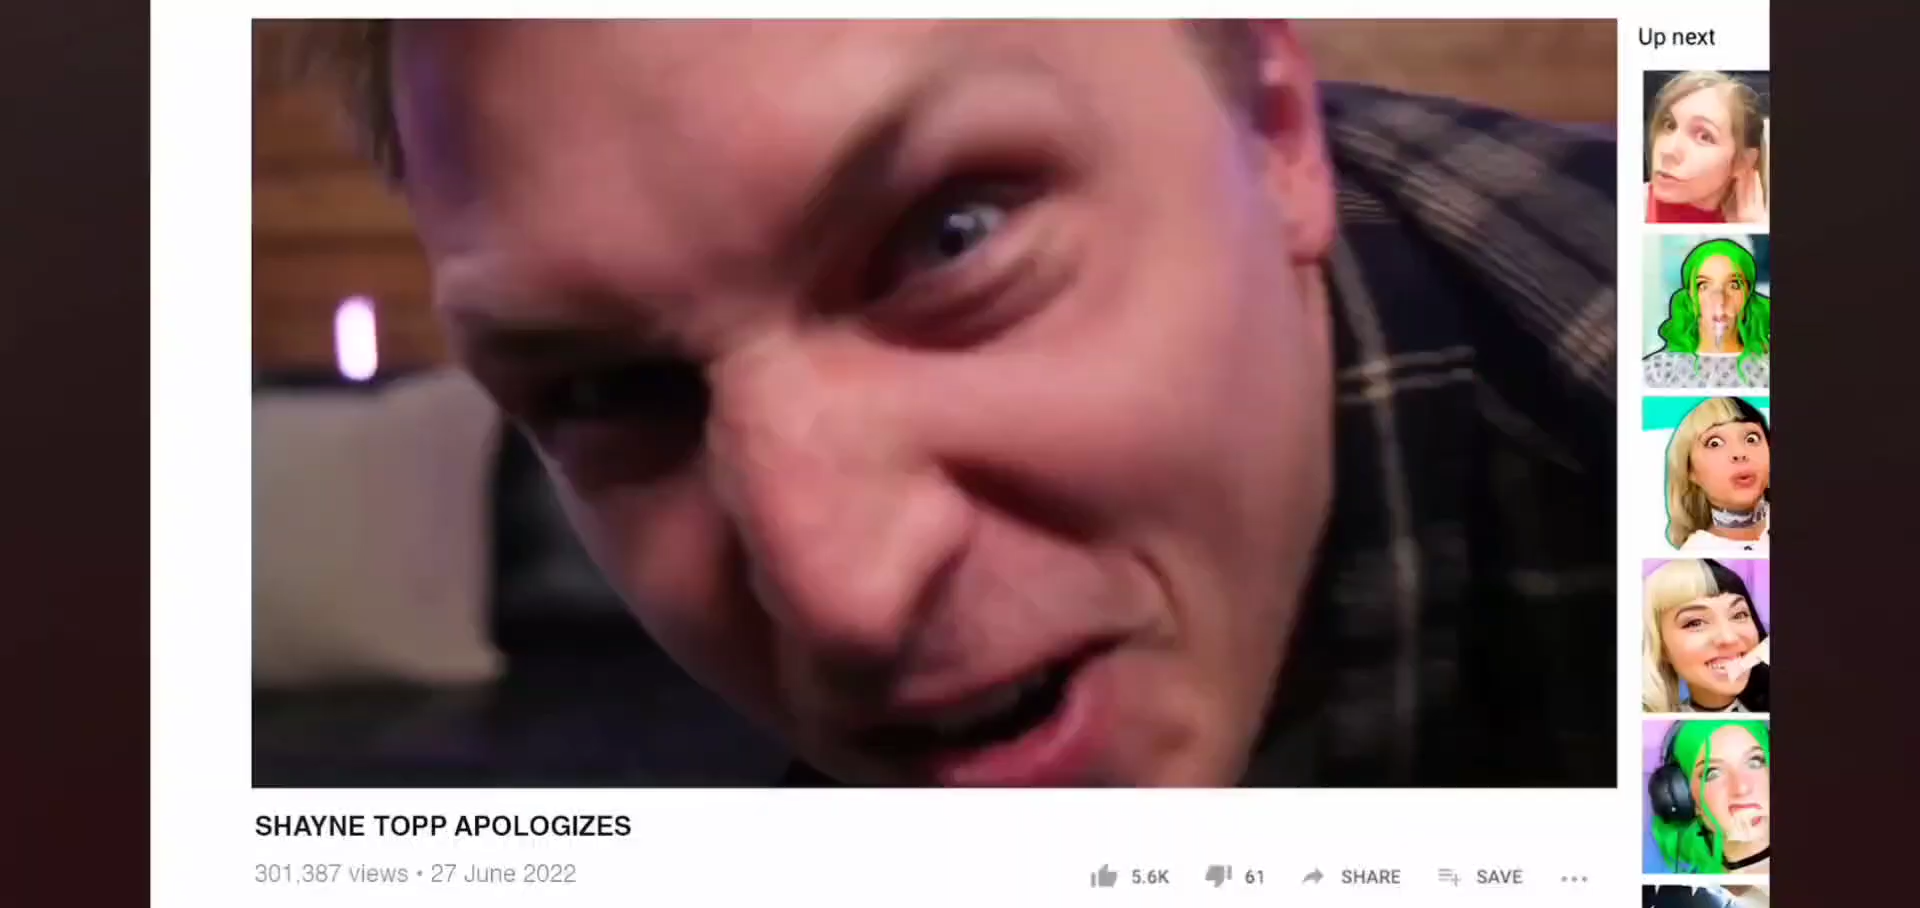 Up next
SHAYNE TOPP APOLOGIZES
301,387 views • 27 June 2022
5.6K 61 SHARE SAVE